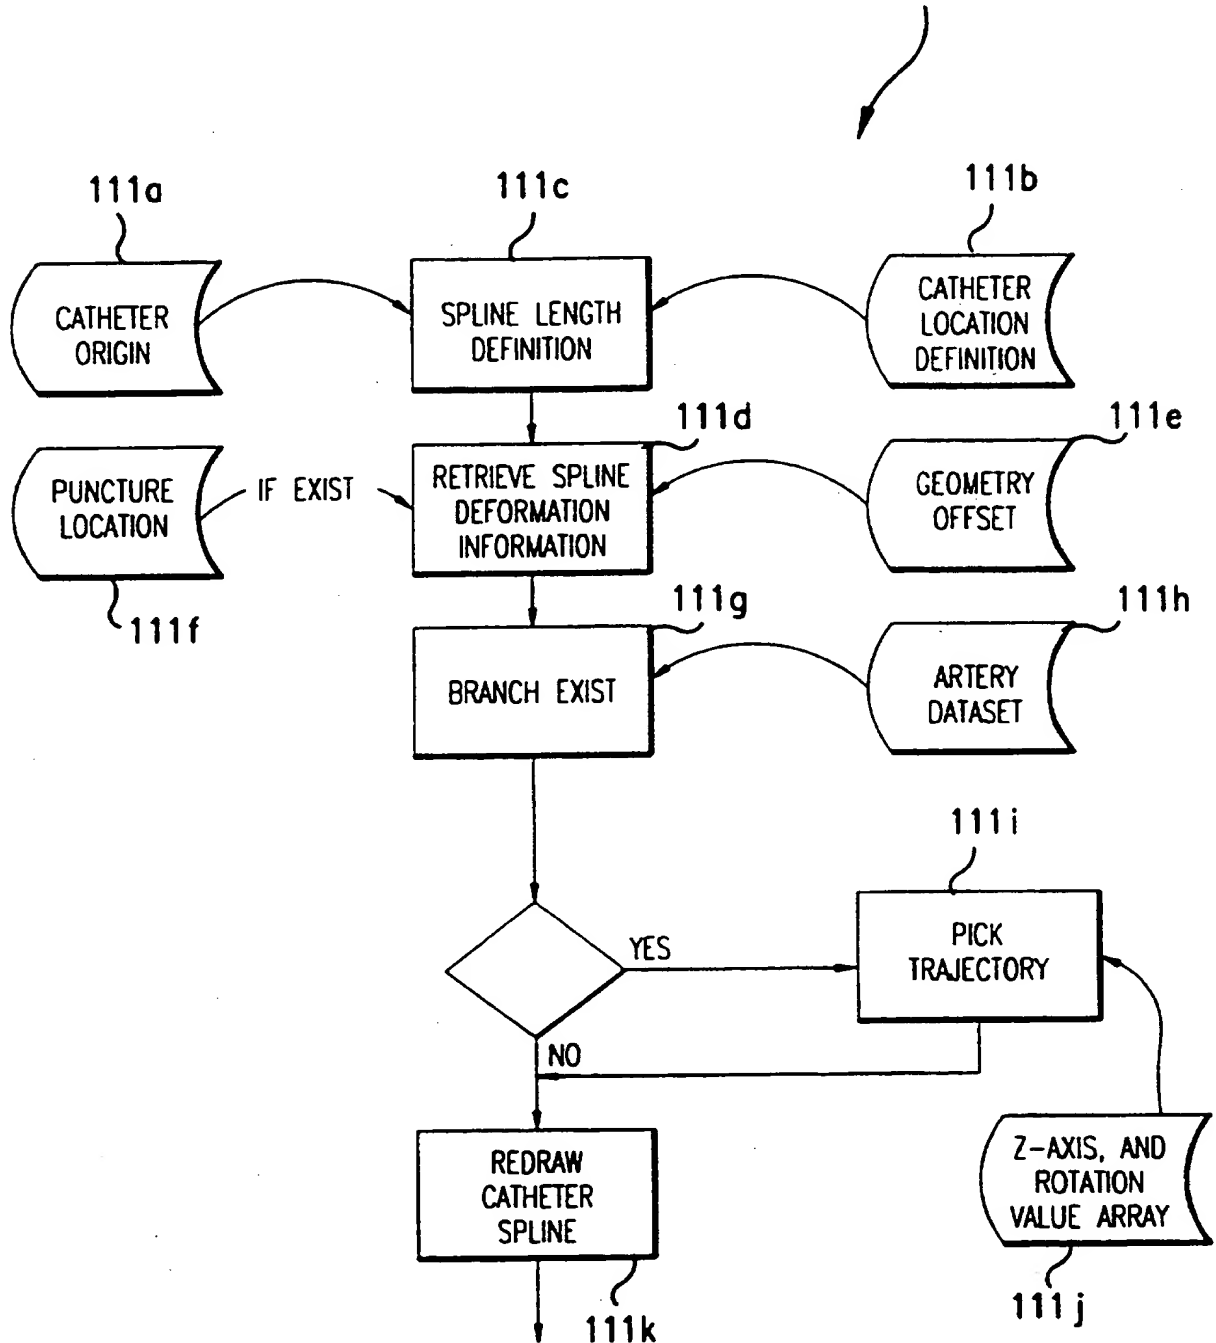 111a
111c
111b
CATHETER
ORIGIN
SPLINE LENGTH
DEFINITION
CATHETER
LOCATION
DEFINITION
111d
111e
PUNCTURE
LOCATION
IF EXIST
RETRIEVE SPLINE
DEFORMATION
INFORMATION
GEOMETRY
OFFSET
111f
111g
111h
BRANCH EXIST
ARTERY
DATASET
111i
YES
PICK
TRAJECTORY
NO
REDRAW
CATHETER
SPLINE
Z-AXIS, AND
ROTATION
VALUE ARRAY
111k
111j